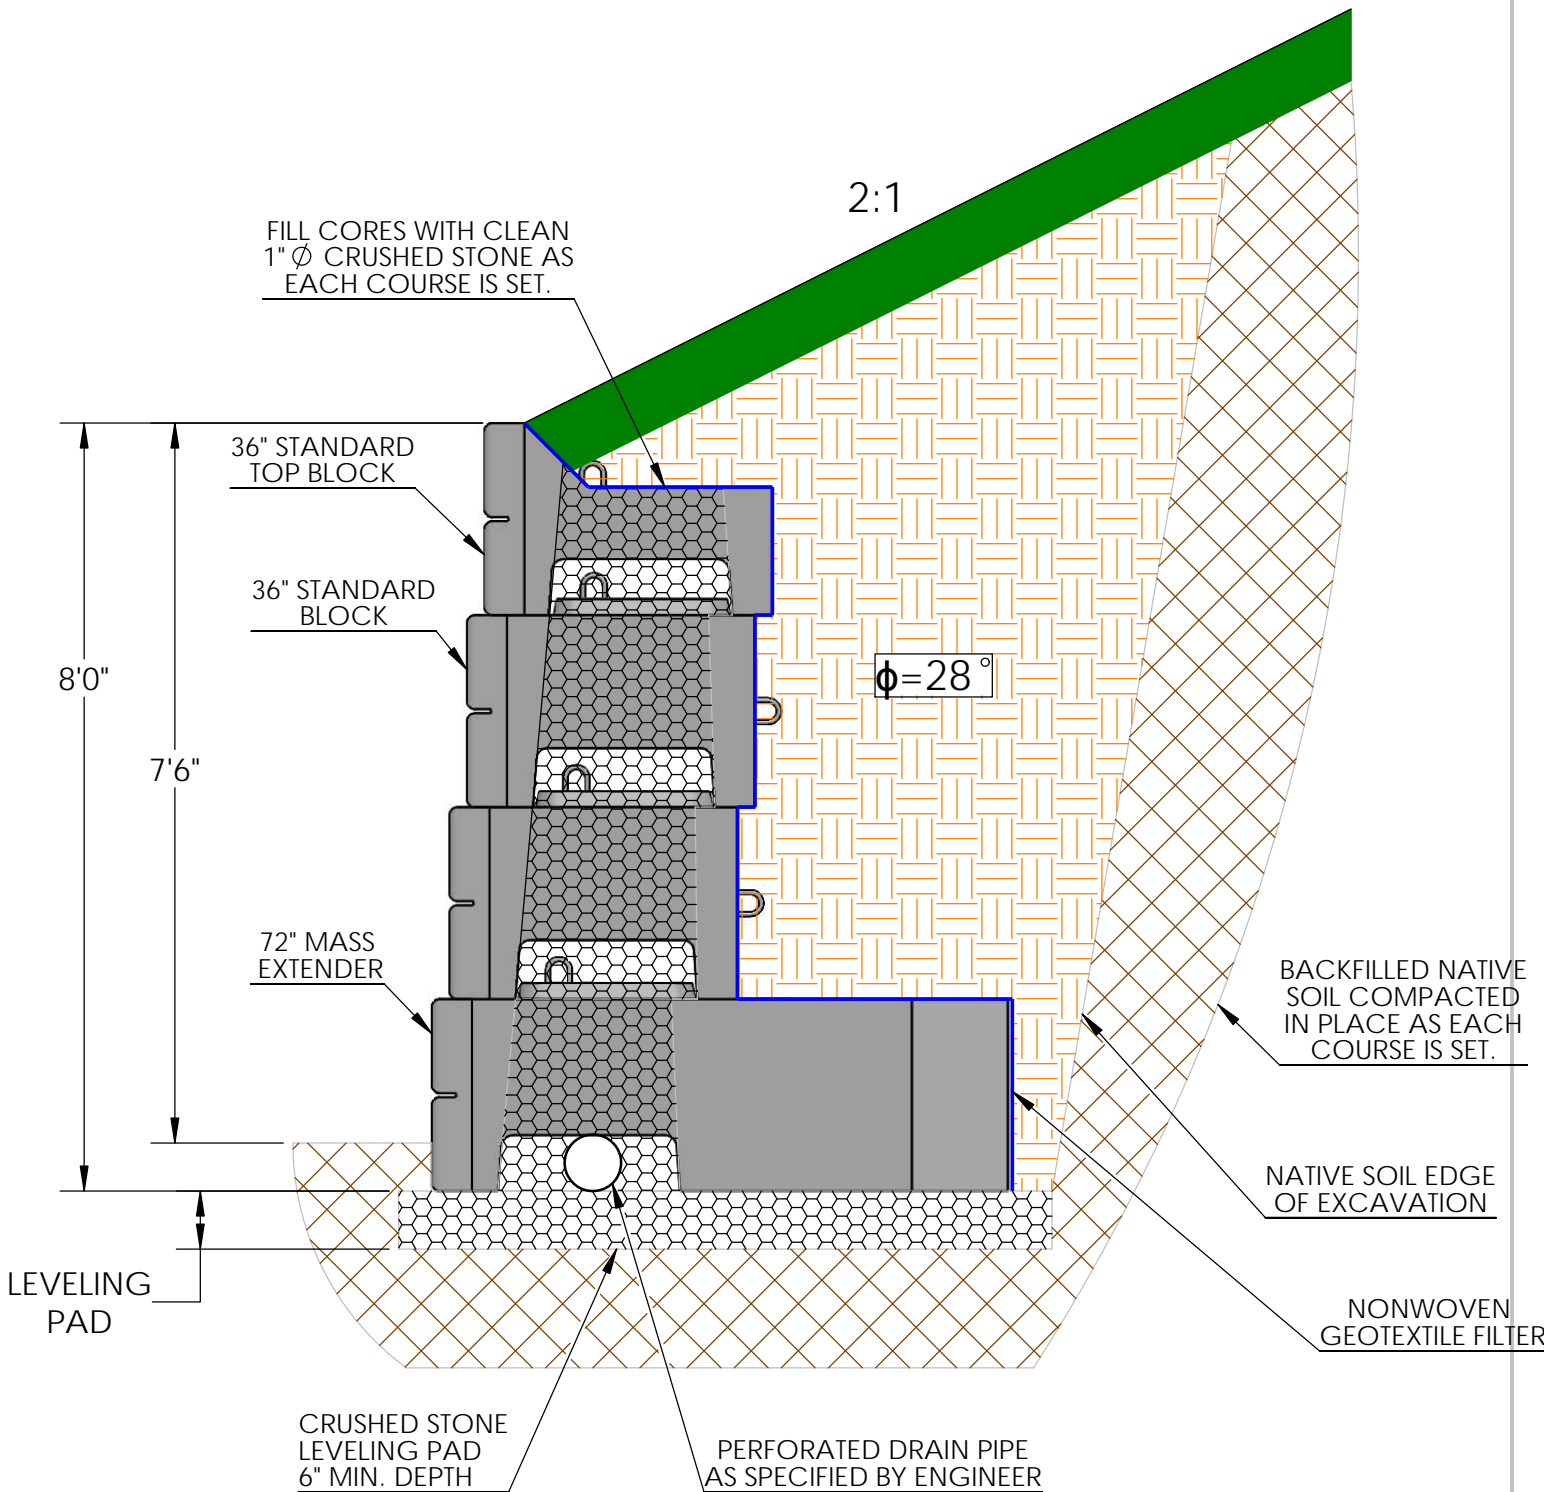 2:1
FILL CORES WITH CLEAN
1" Ø CRUSHED STONE AS
EACH COURSE IS SET.
36" STANDARD
TOP BLOCK
36" STANDARD
BLOCK
8'0"
7'6"
ϕ=28°
72" MASS
EXTENDER
BACKFILLED NATIVE
SOIL COMPACTED
IN PLACE AS EACH
COURSE IS SET.
NATIVE SOIL EDGE
OF EXCAVATION
LEVELING
PAD
NONWOVEN
GEOTEXTILE FILTER
CRUSHED STONE
LEVELING PAD
6" MIN. DEPTH
PERFORATED DRAIN PIPE
AS SPECIFIED BY ENGINEER